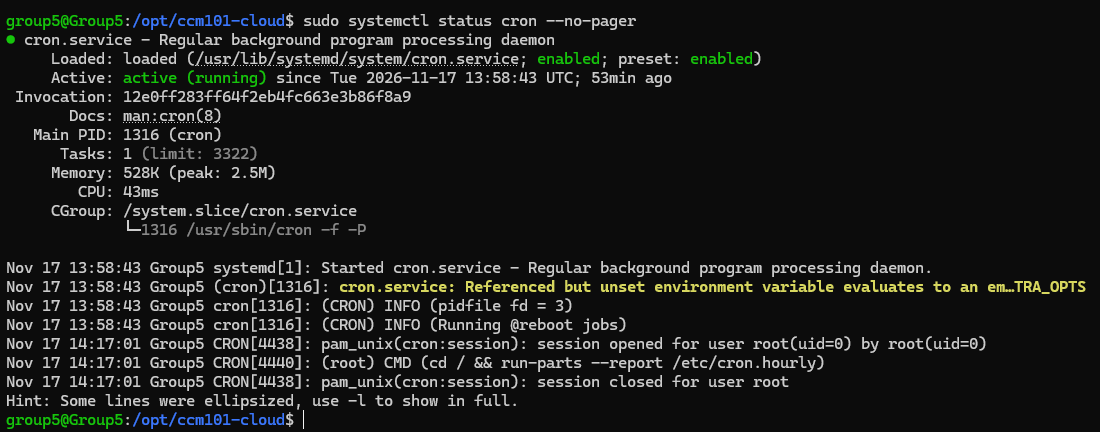 group5@Group5:/opt/ccm101-cloud$ sudo systemctl status cron --no-pager
● cron.service - Regular background program processing daemon
     Loaded: loaded (/usr/lib/systemd/system/cron.service; enabled; preset: enabled)
     Active: active (running) since Tue 2026-11-17 13:58:43 UTC; 53min ago
 Invocation: 12e0ff283ff64f2eb4fc663e3b86f8a9
       Docs: man:cron(8)
   Main PID: 1316 (cron)
      Tasks: 1 (limit: 3322)
     Memory: 528K (peak: 2.5M)
        CPU: 43ms
     CGroup: /system.slice/cron.service
             └─1316 /usr/sbin/cron -f -P

Nov 17 13:58:43 Group5 systemd[1]: Started cron.service - Regular background program processing daemon.
Nov 17 13:58:43 Group5 (cron)[1316]: cron.service: Referenced but unset environment variable evaluates to an em…TRA_OPTS
Nov 17 13:58:43 Group5 cron[1316]: (CRON) INFO (pidfile fd = 3)
Nov 17 13:58:43 Group5 cron[1316]: (CRON) INFO (Running @reboot jobs)
Nov 17 14:17:01 Group5 CRON[4438]: pam_unix(cron:session): session opened for user root(uid=0) by root(uid=0)
Nov 17 14:17:01 Group5 CRON[4440]: (root) CMD (cd / && run-parts --report /etc/cron.hourly)
Nov 17 14:17:01 Group5 CRON[4438]: pam_unix(cron:session): session closed for user root
Hint: Some lines were ellipsized, use -l to show in full.
group5@Group5:/opt/ccm101-cloud$